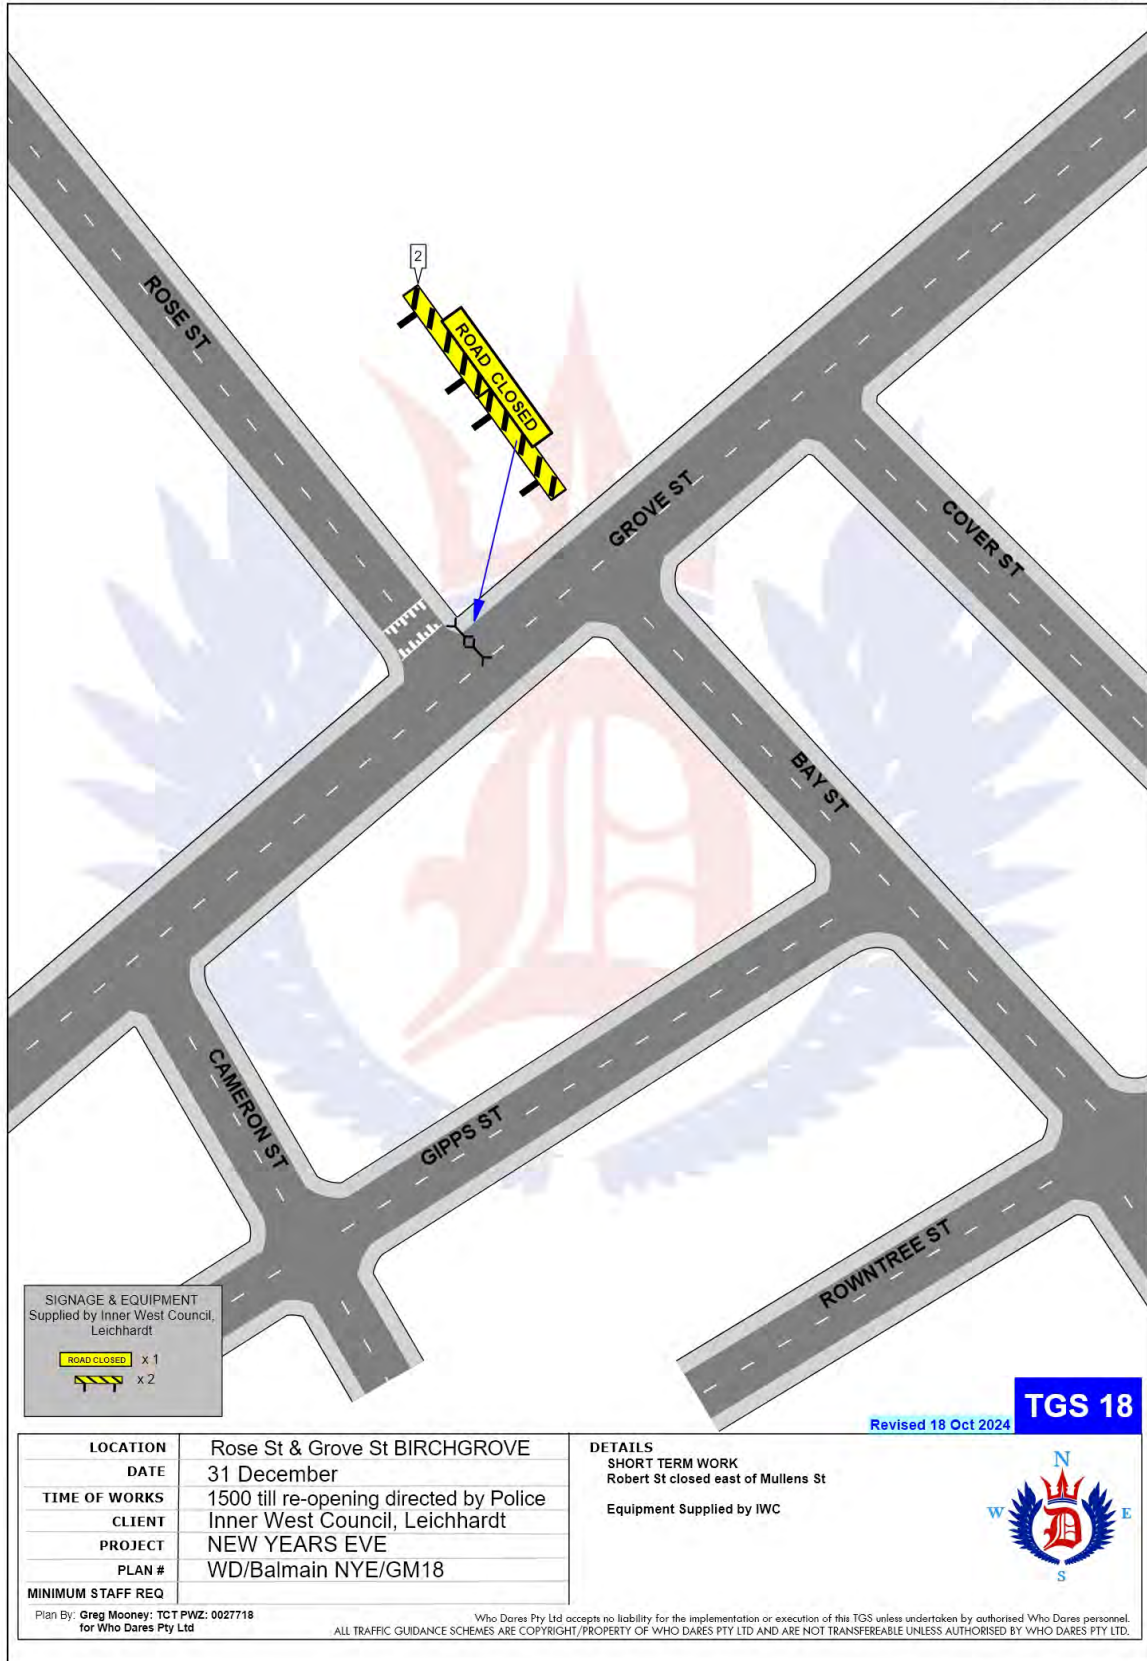 2
ROSE ST
ROAD CLOSED
GROVE ST
COVER ST
BAY ST
CAMERON ST
GIPPS ST
ROWNTREE ST
SIGNAGE & EQUIPMENT
Supplied by Inner West Council,
Leichhardt
ROAD CLOSED x 1
x 2
TGS 18
Revised 18 Oct 2024
LOCATION Rose St & Grove St BIRCHGROVE
DATE 31 December
TIME OF WORKS 1500 till re-opening directed by Police
CLIENT Inner West Council, Leichhardt
PROJECT NEW YEARS EVE
PLAN # WD/Balmain NYE/GM18
MINIMUM STAFF REQ
DETAILS
SHORT TERM WORK
Robert St closed east of Mullens St
Equipment Supplied by IWC
N
W E
D
S
Plan By: Greg Mooney: TCT PWZ: 0027718
for Who Dares Pty Ltd
Who Dares Pty Ltd accepts no liability for the implementation or execution of this TGS unless undertaken by authorised Who Dares personnel.
ALL TRAFFIC GUIDANCE SCHEMES ARE COPYRIGHT/PROPERTY OF WHO DARES PTY LTD AND ARE NOT TRANSFEREABLE UNLESS AUTHORISED BY WHO DARES PTY LTD.